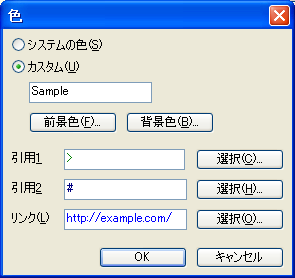 色
システムの色(S)
カスタム(U)
Sample
前景色(F)... 背景色(B)...
引用1 > 選択(C)...
引用2 # 選択(H)...
リンク(L) http://example.com/ 選択(O)...
OK キャンセル